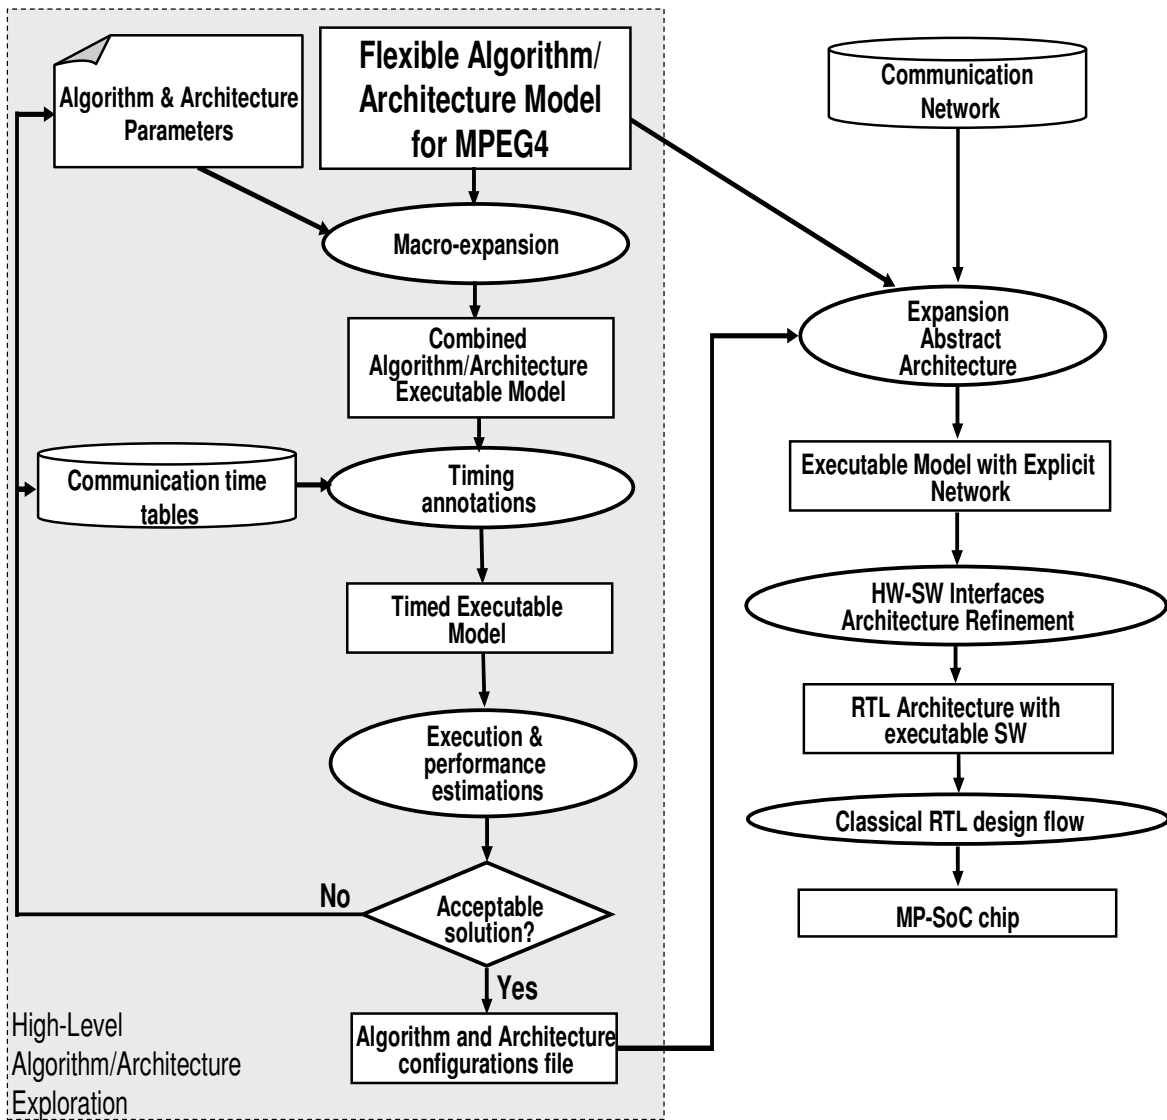 Algorithm & Architecture
Parameters
Flexible Algorithm/
Architecture Model
for MPEG4
Macro-expansion
Combined
Algorithm/Architecture
Executable Model
Communication time
tables
Timing
annotations
Timed Executable
Model
Execution &
performance
estimations
No
Acceptable
solution?
Yes
Algorithm and Architecture
configurations file
High-Level
Algorithm/Architecture
Exploration
Communication
Network
Expansion
Abstract
Architecture
Executable Model with Explicit
Network
HW-SW Interfaces
Architecture Refinement
RTL Architecture with
executable SW
Classical RTL design flow
MP-SoC chip